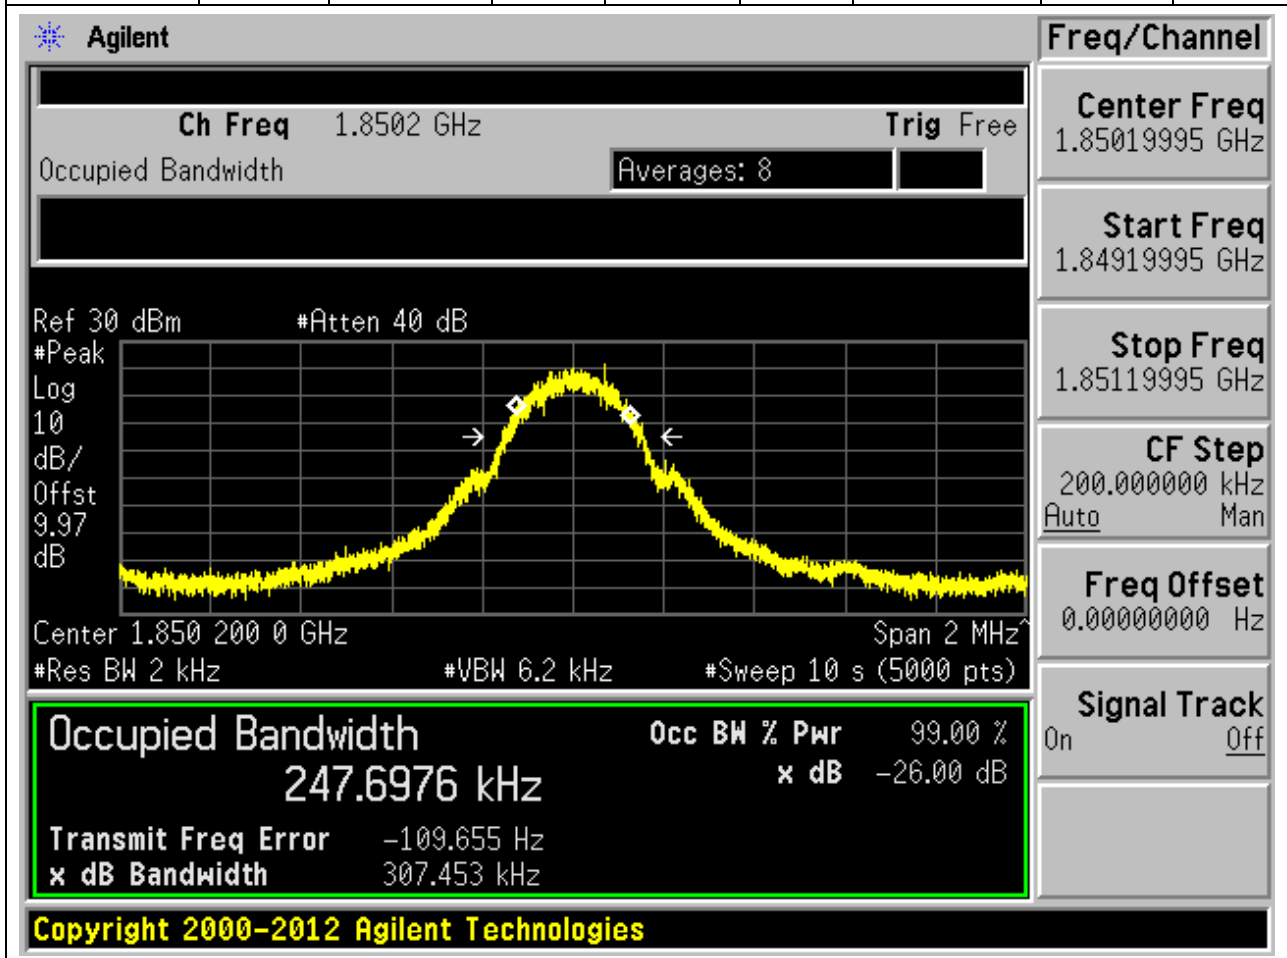 Agilent
Freq/Channel
Ch Freq 1.8502 GHz Trig Free
Occupied Bandwidth Averages: 8
Center Freq
1.85019995 GHz
Start Freq
1.84919995 GHz
Stop Freq
1.85119995 GHz
CF Step
200.000000 kHz
Auto Man
Freq Offset
0.00000000 Hz
Signal Track
On Off
Ref 30 dBm #Atten 40 dB
#Peak
Log
10
dB/
Offst
9.97
dB
Center 1.850 200 0 GHz Span 2 MHz^
#Res BW 2 kHz #VBW 6.2 kHz #Sweep 10 s (5000 pts)
Occupied Bandwidth
247.6976 kHz
Occ BW % Pwr 99.00 %
x dB -26.00 dB
Transmit Freq Error -109.655 Hz
x dB Bandwidth 307.453 kHz
Copyright 2000-2012 Agilent Technologies